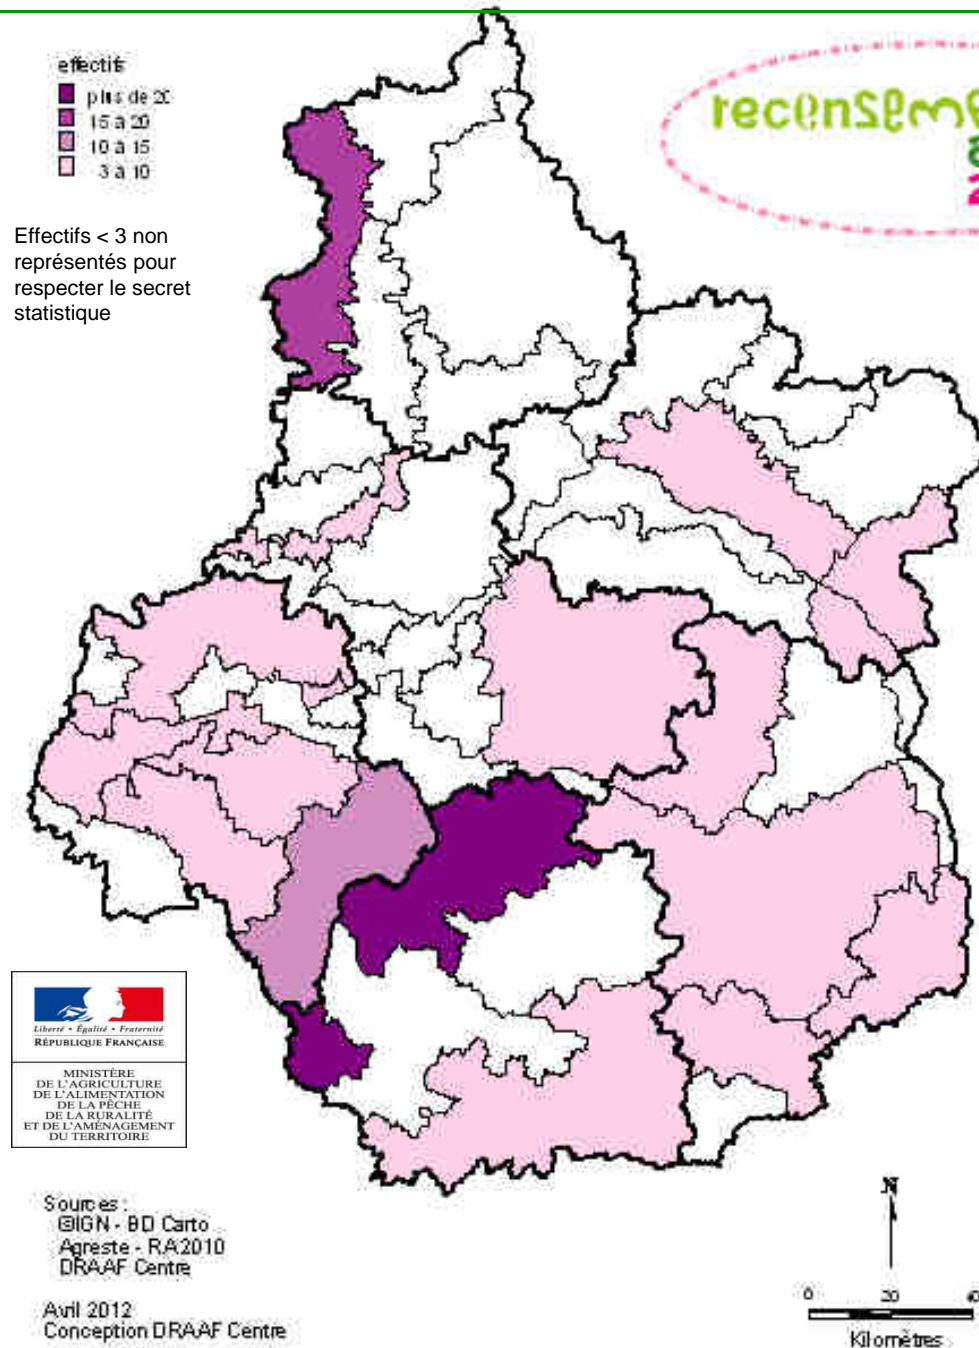 effectifs
plus de 20
15 à 20
10 à 15
3 à 10
Effectifs < 3 non
représentés pour
respecter le secret
statistique
Liberté • Égalité • Fraternité
RÉPUBLIQUE FRANÇAISE
MINISTÈRE
DE L'AGRICULTURE
DE L'ALIMENTATION
DE LA PÊCHE
DE LA RURALITÉ
ET DE L'AMÉNAGEMENT
DU TERRITOIRE
Sources :
©IGN - BD Carto
Agreste - RA2010
DRAAF Centre
Avril 2012
Conception DRAAF Centre
N
0 20
Kilomètres